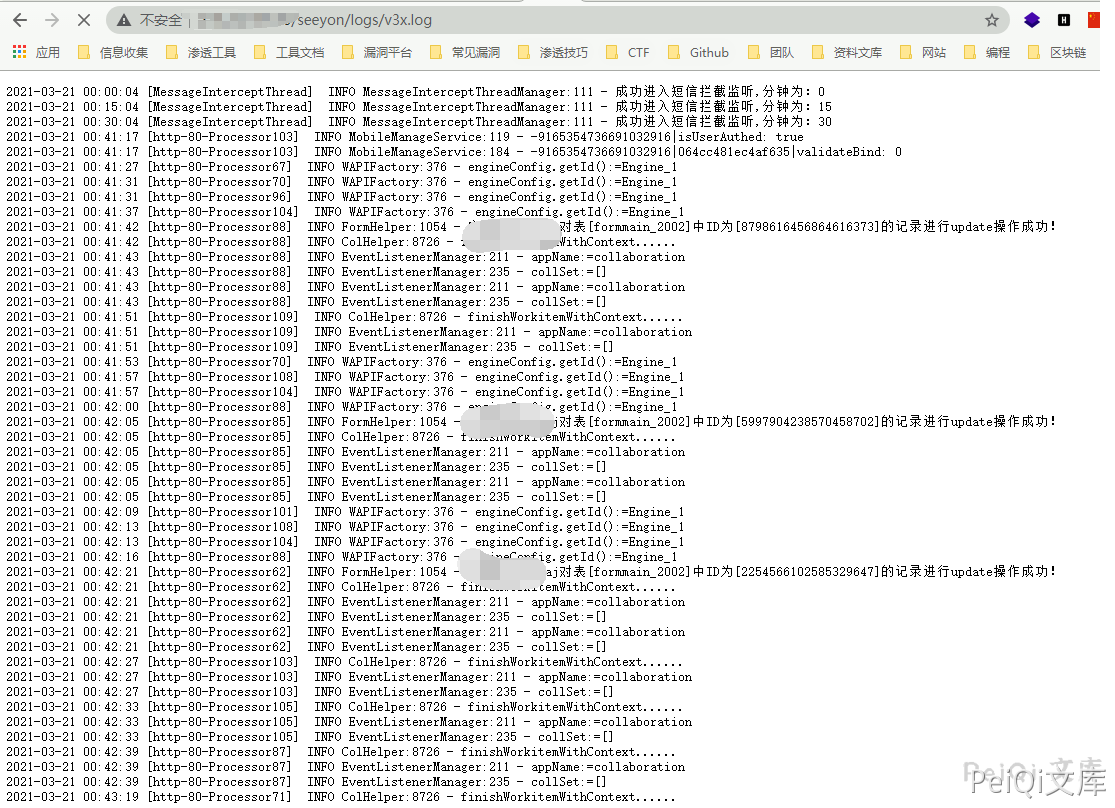 不安全 /seeyon/logs/v3x.log
应用 信息收集 渗透工具 工具文档 漏洞平台 常见漏洞 渗透技巧 CTF Github 团队 资料文库 网站 编程 区块链
2021-03-21 00:00:04 [MessageInterceptThread] INFO MessageInterceptThreadManager:111 - 成功进入短信拦截监听,分钟为: 0
2021-03-21 00:15:04 [MessageInterceptThread] INFO MessageInterceptThreadManager:111 - 成功进入短信拦截监听,分钟为: 15
2021-03-21 00:30:04 [MessageInterceptThread] INFO MessageInterceptThreadManager:111 - 成功进入短信拦截监听,分钟为: 30
2021-03-21 00:41:17 [http-80-Processor103] INFO MobileManageService:119 - -9165354736691032916|isUserAuthed: true
2021-03-21 00:41:17 [http-80-Processor103] INFO MobileManageService:184 - -9165354736691032916|064cc481ec4af635|validateBind: 0
2021-03-21 00:41:27 [http-80-Processor67] INFO WAPIFactory:376 - engineConfig.getId():=Engine_1
2021-03-21 00:41:31 [http-80-Processor70] INFO WAPIFactory:376 - engineConfig.getId():=Engine_1
2021-03-21 00:41:31 [http-80-Processor96] INFO WAPIFactory:376 - engineConfig.getId():=Engine_1
2021-03-21 00:41:37 [http-80-Processor104] INFO WAPIFactory:376 - engineConfig.getId():=Engine_1
2021-03-21 00:41:42 [http-80-Processor88] INFO FormHelper:1054 - 对表[formmain_2002]中ID为[8798616456864616373]的记录进行update操作成功!
2021-03-21 00:41:42 [http-80-Processor88] INFO ColHelper:8726 - WithContext......
2021-03-21 00:41:43 [http-80-Processor88] INFO EventListenerManager:211 - appName:=collaboration
2021-03-21 00:41:43 [http-80-Processor88] INFO EventListenerManager:235 - collSet:=[]
2021-03-21 00:41:43 [http-80-Processor88] INFO EventListenerManager:211 - appName:=collaboration
2021-03-21 00:41:43 [http-80-Processor88] INFO EventListenerManager:235 - collSet:=[]
2021-03-21 00:41:51 [http-80-Processor109] INFO ColHelper:8726 - finishWorkitemWithContext......
2021-03-21 00:41:51 [http-80-Processor109] INFO EventListenerManager:211 - appName:=collaboration
2021-03-21 00:41:51 [http-80-Processor109] INFO EventListenerManager:235 - collSet:=[]
2021-03-21 00:41:53 [http-80-Processor70] INFO WAPIFactory:376 - engineConfig.getId():=Engine_1
2021-03-21 00:41:57 [http-80-Processor108] INFO WAPIFactory:376 - engineConfig.getId():=Engine_1
2021-03-21 00:41:57 [http-80-Processor104] INFO WAPIFactory:376 - engineConfig.getId():=Engine_1
2021-03-21 00:42:00 [http-80-Processor88] INFO WAPIFactory:376 - engineConfig.getId():=Engine_1
2021-03-21 00:42:05 [http-80-Processor85] INFO FormHelper:1054 - j对表[formmain_2002]中ID为[5997904238570458702]的记录进行update操作成功!
2021-03-21 00:42:05 [http-80-Processor85] INFO ColHelper:8726 - finishWorkitemWithContext......
2021-03-21 00:42:05 [http-80-Processor85] INFO EventListenerManager:211 - appName:=collaboration
2021-03-21 00:42:05 [http-80-Processor85] INFO EventListenerManager:235 - collSet:=[]
2021-03-21 00:42:05 [http-80-Processor85] INFO EventListenerManager:211 - appName:=collaboration
2021-03-21 00:42:05 [http-80-Processor85] INFO EventListenerManager:235 - collSet:=[]
2021-03-21 00:42:09 [http-80-Processor101] INFO WAPIFactory:376 - engineConfig.getId():=Engine_1
2021-03-21 00:42:13 [http-80-Processor108] INFO WAPIFactory:376 - engineConfig.getId():=Engine_1
2021-03-21 00:42:13 [http-80-Processor104] INFO WAPIFactory:376 - engineConfig.getId():=Engine_1
2021-03-21 00:42:16 [http-80-Processor88] INFO WAPIFactory:376 - engineConfig.getId():=Engine_1
2021-03-21 00:42:21 [http-80-Processor62] INFO FormHelper:1054 - aj对表[formmain_2002]中ID为[2254566102585329647]的记录进行update操作成功!
2021-03-21 00:42:21 [http-80-Processor62] INFO ColHelper:8726 - finishWorkitemWithContext......
2021-03-21 00:42:21 [http-80-Processor62] INFO EventListenerManager:211 - appName:=collaboration
2021-03-21 00:42:21 [http-80-Processor62] INFO EventListenerManager:235 - collSet:=[]
2021-03-21 00:42:21 [http-80-Processor62] INFO EventListenerManager:211 - appName:=collaboration
2021-03-21 00:42:21 [http-80-Processor62] INFO EventListenerManager:235 - collSet:=[]
2021-03-21 00:42:27 [http-80-Processor103] INFO ColHelper:8726 - finishWorkitemWithContext......
2021-03-21 00:42:27 [http-80-Processor103] INFO EventListenerManager:211 - appName:=collaboration
2021-03-21 00:42:27 [http-80-Processor103] INFO EventListenerManager:235 - collSet:=[]
2021-03-21 00:42:33 [http-80-Processor105] INFO ColHelper:8726 - finishWorkitemWithContext......
2021-03-21 00:42:33 [http-80-Processor105] INFO EventListenerManager:211 - appName:=collaboration
2021-03-21 00:42:33 [http-80-Processor105] INFO EventListenerManager:235 - collSet:=[]
2021-03-21 00:42:39 [http-80-Processor87] INFO ColHelper:8726 - finishWorkitemWithContext......
2021-03-21 00:42:39 [http-80-Processor87] INFO EventListenerManager:211 - appName:=collaboration
2021-03-21 00:42:39 [http-80-Processor87] INFO EventListenerManager:235 - collSet:=[]
2021-03-21 00:43:19 [http-80-Processor71] INFO ColHelper:8726 - finishWorkitemWithContext......
PeiQi 文库
PeiQi文库